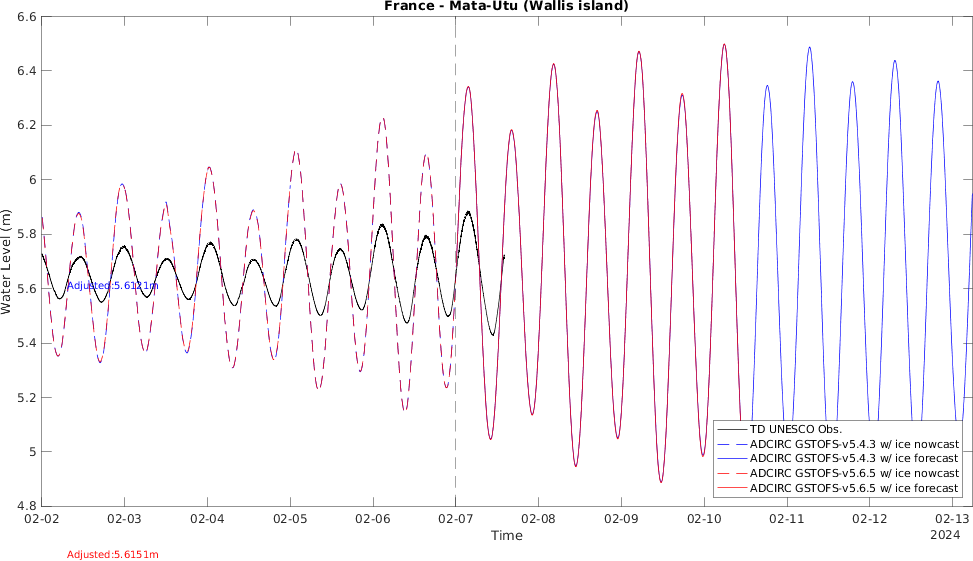 France - Mata-Utu (Wallis island)
6.6
6.4
6.2
6
5.8
5.6
5.4
5.2
5
4.8
Water Level (m)
Adjusted:5.6121m
TD UNESCO Obs.
ADCIRC GSTOFS-v5.4.3 w/ ice nowcast
ADCIRC GSTOFS-v5.4.3 w/ ice forecast
ADCIRC GSTOFS-v5.6.5 w/ ice nowcast
ADCIRC GSTOFS-v5.6.5 w/ ice forecast
02-02 02-03 02-04 02-05 02-06 02-07 02-08 02-09 02-10 02-11 02-12 02-13
Time
2024
Adjusted:5.6151m